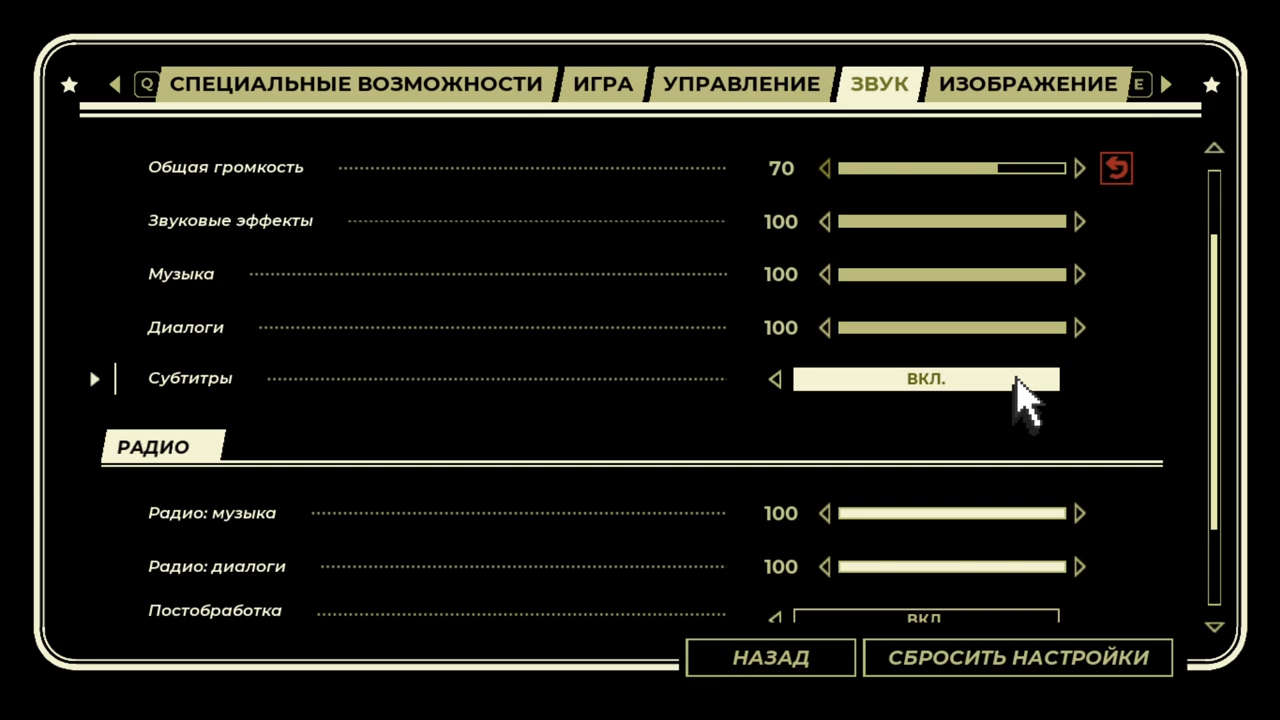 Q СПЕЦИАЛЬНЫЕ ВОЗМОЖНОСТИ ИГРА УПРАВЛЕНИЕ ЗВУК ИЗОБРАЖЕНИЕ E
Общая громкость 70
Звуковые эффекты 100
Музыка 100
Диалоги 100
Субтитры ВКЛ.
РАДИО
Радио: музыка 100
Радио: диалоги 100
Постобработка ВКЛ
НАЗАД СБРОСИТЬ НАСТРОЙКИ